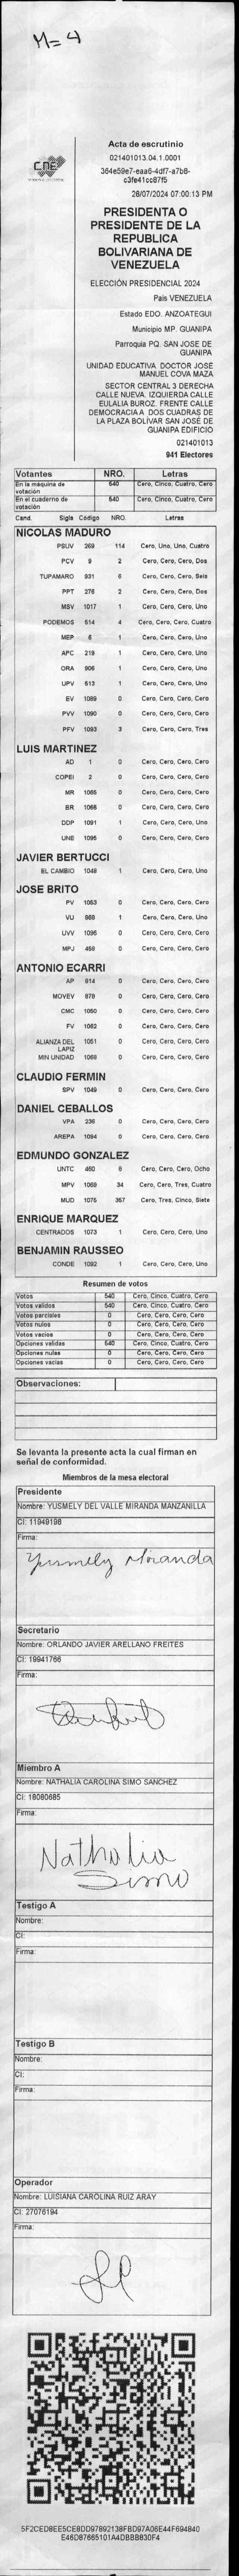 M= 4
CNE
Acta de escrutinio
021401013.04.1.0001
364e59e7-eaa6-4df7-a7b8-
c3fe41cc87f5
28/07/2024 07:00:13 PM
PRESIDENTA O
PRESIDENTE DE LA
REPUBLICA
BOLIVARIANA DE
VENEZUELA
ELECCIÓN PRESIDENCIAL 2024
País VENEZUELA
Estado EDO. ANZOATEGUI
Municipio MP. GUANIPA
Parroquia PQ. SAN JOSE DE
GUANIPA
UNIDAD EDUCATIVA DOCTOR JOSÉ
MANUEL COVA MAZA
SECTOR CENTRAL 3 DERECHA
CALLE NUEVA. IZQUIERDA CALLE
EULALIA BUROZ. FRENTE CALLE
DEMOCRACIA A DOS CUADRAS DE
LA PLAZA BOLÍVAR SAN JOSÉ DE
GUANIPA EDIFICIO
021401013
941 Electores
Votantes NRO. Letras
En la máquina de votación 540 Cero, Cinco, Cuatro, Cero
En el cuaderno de votación 540 Cero, Cinco, Cuatro, Cero
Cand. Sigla Código NRO. Letras
NICOLAS MADURO
PSUV 269 114 Cero, Uno, Uno, Cuatro
PCV 9 2 Cero, Cero, Cero, Dos
TUPAMARO 931 6 Cero, Cero, Cero, Seis
PPT 276 2 Cero, Cero, Cero, Dos
MSV 1017 1 Cero, Cero, Cero, Uno
PODEMOS 514 4 Cero, Cero, Cero, Cuatro
MEP 6 1 Cero, Cero, Cero, Uno
APC 219 1 Cero, Cero, Cero, Uno
ORA 906 1 Cero, Cero, Cero, Uno
UPV 513 1 Cero, Cero, Cero, Uno
EV 1089 0 Cero, Cero, Cero, Cero
PVV 1090 0 Cero, Cero, Cero, Cero
PFV 1093 3 Cero, Cero, Cero, Tres
LUIS MARTINEZ
AD 1 0 Cero, Cero, Cero, Cero
COPEI 2 0 Cero, Cero, Cero, Cero
MR 1065 0 Cero, Cero, Cero, Cero
BR 1068 0 Cero, Cero, Cero, Cero
DDP 1091 1 Cero, Cero, Cero, Uno
UNE 1095 0 Cero, Cero, Cero, Cero
JAVIER BERTUCCI
EL CAMBIO 1048 1 Cero, Cero, Cero, Uno
JOSE BRITO
PV 1053 0 Cero, Cero, Cero, Cero
VU 868 1 Cero, Cero, Cero, Uno
UVV 1096 0 Cero, Cero, Cero, Cero
MPJ 458 0 Cero, Cero, Cero, Cero
ANTONIO ECARRI
AP 914 0 Cero, Cero, Cero, Cero
MOVEV 879 0 Cero, Cero, Cero, Cero
CMC 1050 0 Cero, Cero, Cero, Cero
FV 1062 0 Cero, Cero, Cero, Cero
ALIANZA DEL LAPIZ 1051 0 Cero, Cero, Cero, Cero
MIN UNIDAD 1068 0 Cero, Cero, Cero, Cero
CLAUDIO FERMIN
SPV 1049 0 Cero, Cero, Cero, Cero
DANIEL CEBALLOS
VPA 236 0 Cero, Cero, Cero, Cero
AREPA 1094 0 Cero, Cero, Cero, Cero
EDMUNDO GONZALEZ
UNTC 460 8 Cero, Cero, Cero, Ocho
MPV 1069 34 Cero, Cero, Tres, Cuatro
MUD 1075 357 Cero, Tres, Cinco, Siete
ENRIQUE MARQUEZ
CENTRADOS 1073 1 Cero, Cero, Cero, Uno
BENJAMIN RAUSSEO
CONDE 1092 1 Cero, Cero, Cero, Uno
Resumen de votos
Votos 540 Cero, Cinco, Cuatro, Cero
Votos validos 540 Cero, Cinco, Cuatro, Cero
Votos parciales 0 Cero, Cero, Cero, Cero
Votos nulos 0 Cero, Cero, Cero, Cero
Votos vacios 0 Cero, Cero, Cero, Cero
Opciones validas 540 Cero, Cinco, Cuatro, Cero
Opciones nulas 0 Cero, Cero, Cero, Cero
Opciones vacias 0 Cero, Cero, Cero, Cero
Observaciones:
Se levanta la presente acta la cual firman en
señal de conformidad.
Miembros de la mesa electoral
Presidente
Nombre: YUSMELY DEL VALLE MIRANDA MANZANILLA
CI: 11949198
Firma:
Yusmely Miranda
Secretario
Nombre: ORLANDO JAVIER ARELLANO FREITES
CI: 19941766
Firma:
Miembro A
Nombre: NATHALIA CAROLINA SIMO SANCHEZ
CI: 18080685
Firma:
Nathalia
Simo
Testigo A
Nombre:
CI:
Firma:
Testigo B
Nombre:
CI:
Firma:
Operador
Nombre: LUISIANA CAROLINA RUIZ ARAY
CI: 27076194
Firma:
5F2CED8EE5CE8DD97892138FBD97A06E44F694840
E46D87665101A4DBBB830F4